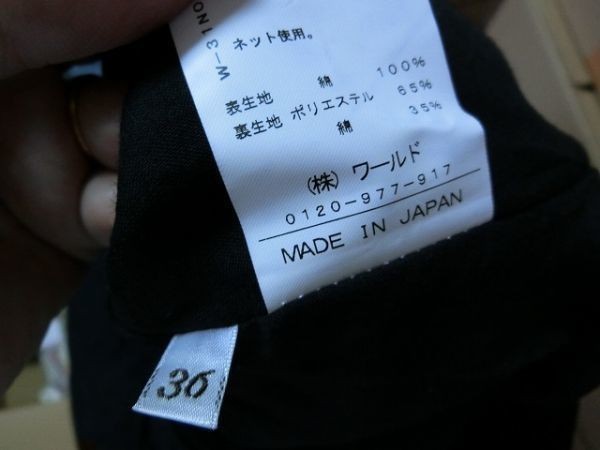 W-31NO
ネット使用。
表生地 綿 100%
裏生地 ポリエステル 65%
綿 35%
(株) ワールド
0120-977-917
MADE IN JAPAN
36